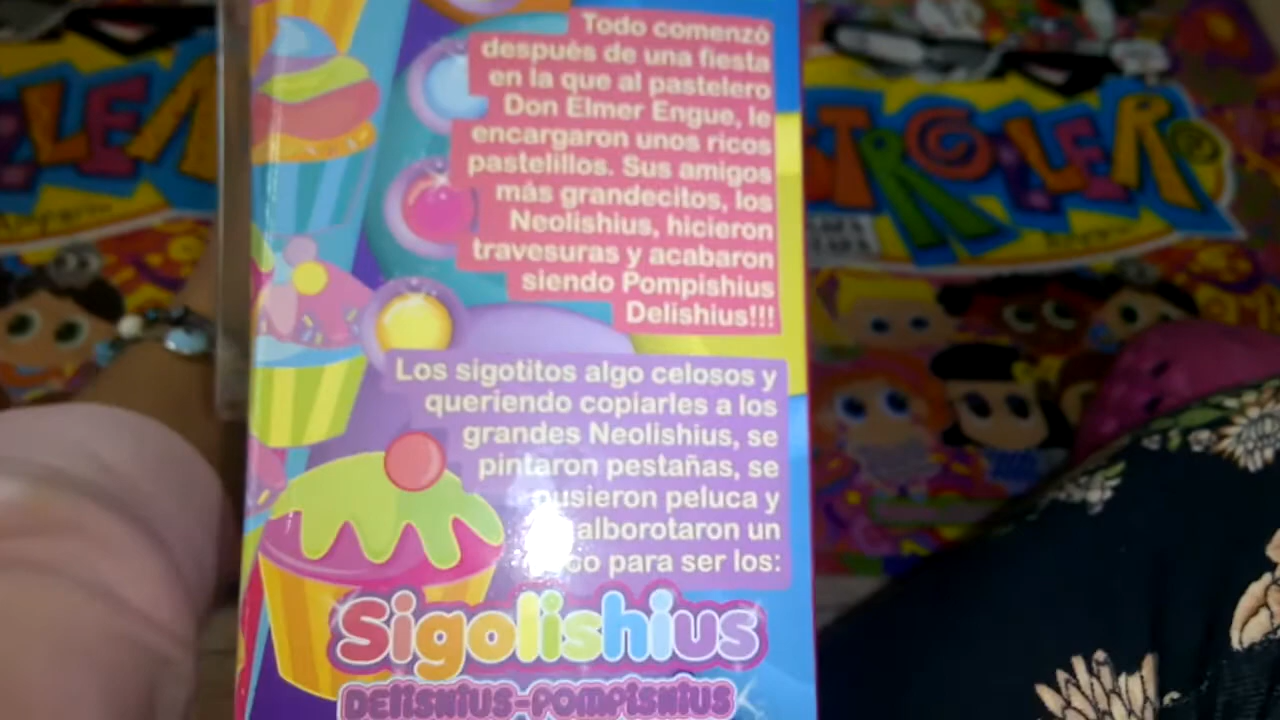 Todo comenzó
después de una fiesta
en la que al pastelero
Don Elmer Engue, le
encargaron unos ricos
pastelillos. Sus amigos
más grandecitos, los
Neolishius, hicieron
travesuras y acabaron
siendo Pompishius
Delishius!!!
Los sigotitos algo celosos y
queriendo copiarles a los
grandes Neolishius, se
pintaron pestañas, se
pusieron peluca y
alborotaron un
para ser los:
Sigolishius
DELISHIUS-POMPISHIUS